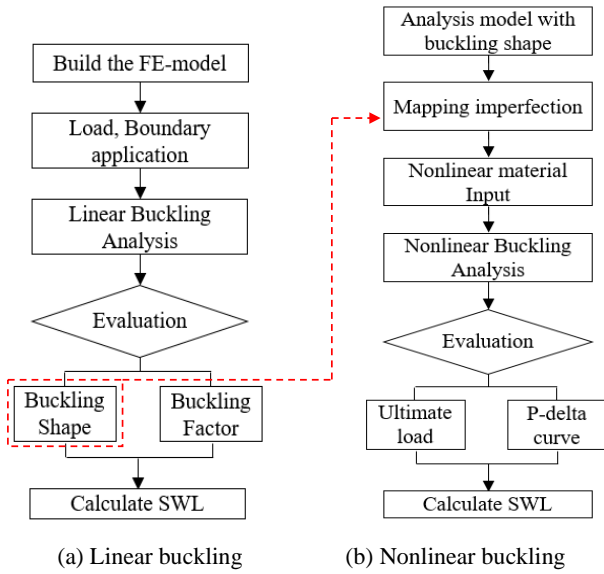 Build the FE-model
Load, Boundary
application
Linear Buckling
Analysis
Evaluation
Buckling
Shape
Buckling
Factor
Calculate SWL
(a) Linear buckling
Analysis model with
buckling shape
Mapping imperfection
Nonlinear material
Input
Nonlinear Buckling
Analysis
Evaluation
Ultimate
load
P-delta
curve
Calculate SWL
(b) Nonlinear buckling